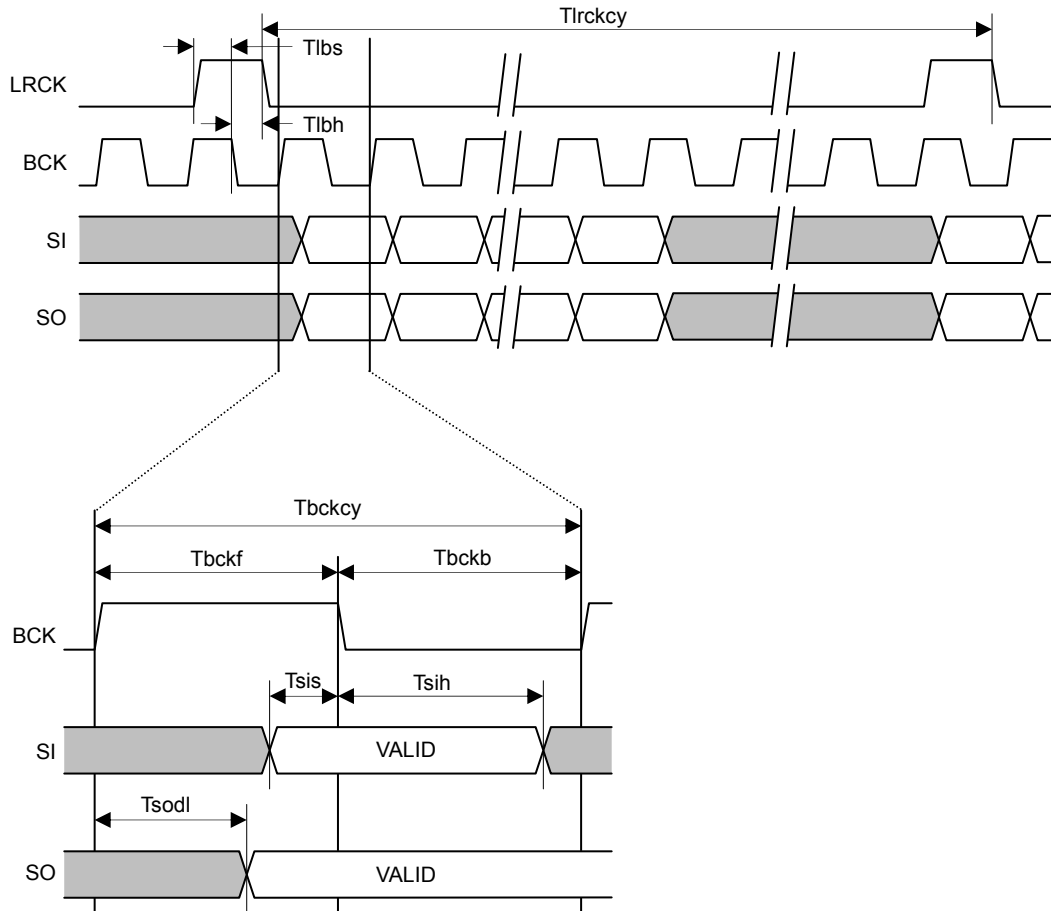 Tlrckcy
Tlbs
LRCK
Tlbh
BCK
SI
SO
Tbckcy
Tbckf
Tbckb
BCK
Tsis
Tsih
SI
VALID
Tsodl
SO
VALID